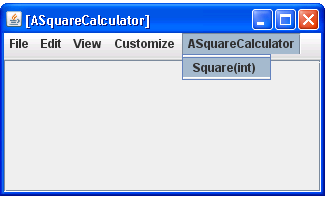 [ASquareCalculator]
File Edit View Customize ASquareCalculator
Square(int)